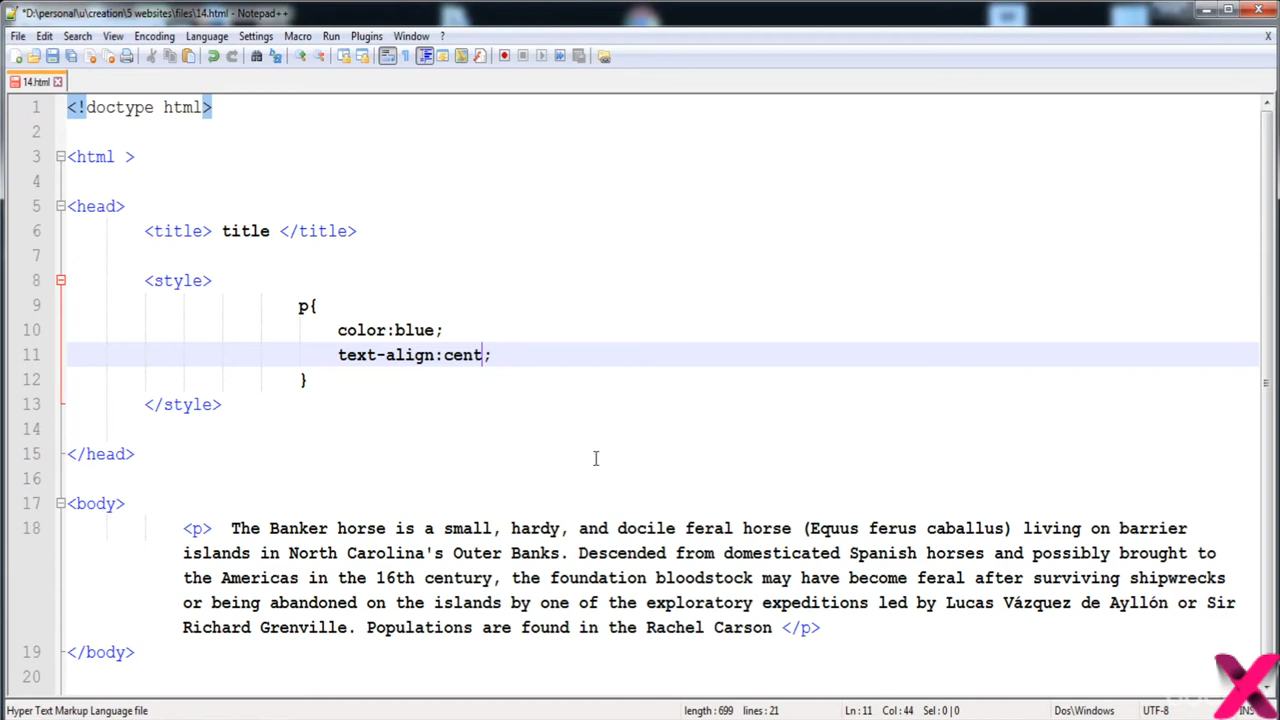 *D:\personal\u\creation\5 websites\files\14.html - Notepad++
File Edit Search View Encoding Language Settings Macro Run Plugins Window ? X
14.html
1 <!doctype html>
2
3 <html >
4
5 <head>
6 <title> title </title>
7
8 <style>
9 p{
10 color:blue;
11 text-align:cent;
12 }
13 </style>
14
15 </head>
16
17 <body>
18 <p> The Banker horse is a small, hardy, and docile feral horse (Equus ferus caballus) living on barrier
islands in North Carolina's Outer Banks. Descended from domesticated Spanish horses and possibly brought to
the Americas in the 16th century, the foundation bloodstock may have become feral after surviving shipwrecks
or being abandoned on the islands by one of the exploratory expeditions led by Lucas Vázquez de Ayllón or Sir
Richard Grenville. Populations are found in the Rachel Carson </p>
19 </body>
20
Hyper Text Markup Language file length:699 lines:21 Ln:11 Col:44 Sel:0|0 Dos\Windows UTF-8 INS